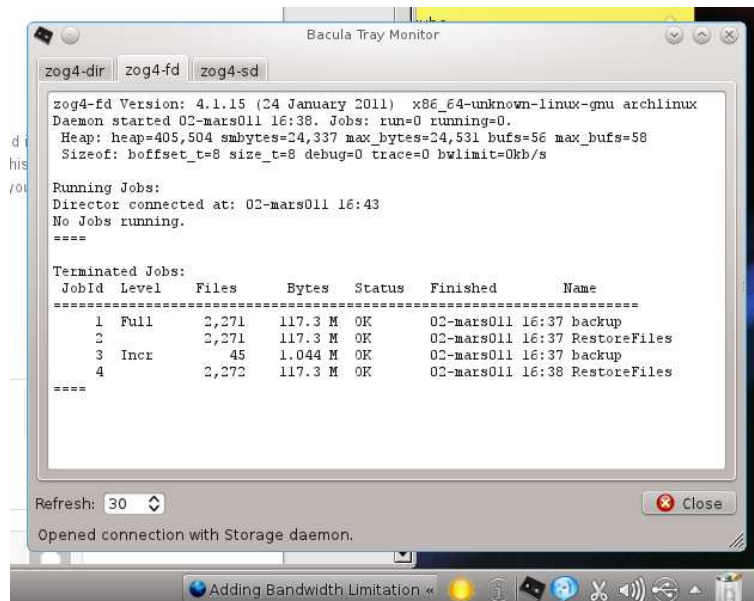 Bacula Tray Monitor
zog4-dir zog4-fd zog4-sd
zog4-fd Version: 4.1.15 (24 January 2011) x86_64-unknown-linux-gnu archlinux
Daemon started 02-mars011 16:38. Jobs: run=0 running=0.
Heap: heap=405,504 smbytes=24,337 max_bytes=24,531 bufs=56 max_bufs=58
Sizeof: boffset_t=8 size_t=8 debug=0 trace=0 bwlimit=0kb/s
Running Jobs:
Director connected at: 02-mars011 16:43
No Jobs running.
====
Terminated Jobs:
JobId Level Files Bytes Status Finished Name
======================================================================
1 Full 2,271 117.3 M OK 02-mars011 16:37 backup
2 2,271 117.3 M OK 02-mars011 16:37 RestoreFiles
3 Incr 45 1.044 M OK 02-mars011 16:37 backup
4 2,272 117.3 M OK 02-mars011 16:38 RestoreFiles
====
Refresh: 30
Close
Opened connection with Storage daemon.
Adding Bandwidth Limitation «